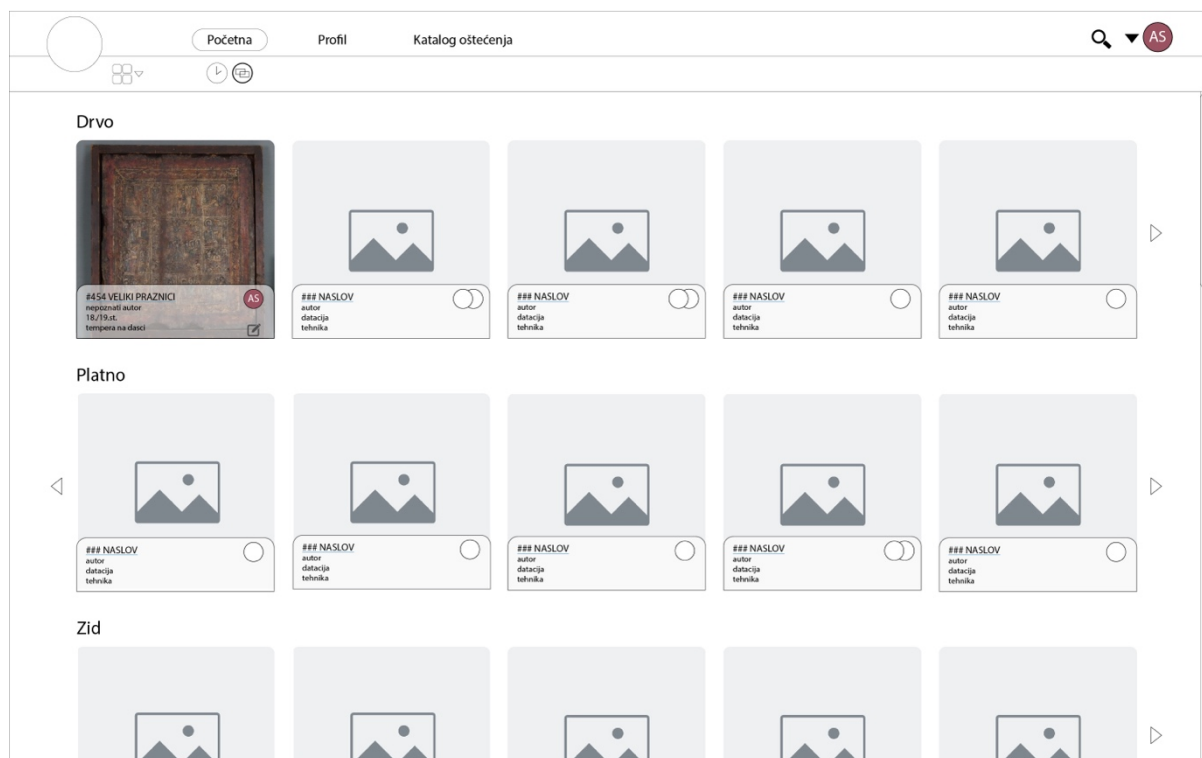 Početna Profil Katalog oštećenja AS
Drvo
#454 VELIKI PRAZNICI AS
nepoznati autor
18./19.st.
tempera na dasci
### NASLOV
autor
datacija
tehnika
### NASLOV
autor
datacija
tehnika
### NASLOV
autor
datacija
tehnika
### NASLOV
autor
datacija
tehnika
Platno
### NASLOV
autor
datacija
tehnika
### NASLOV
autor
datacija
tehnika
### NASLOV
autor
datacija
tehnika
### NASLOV
autor
datacija
tehnika
### NASLOV
autor
datacija
tehnika
Zid